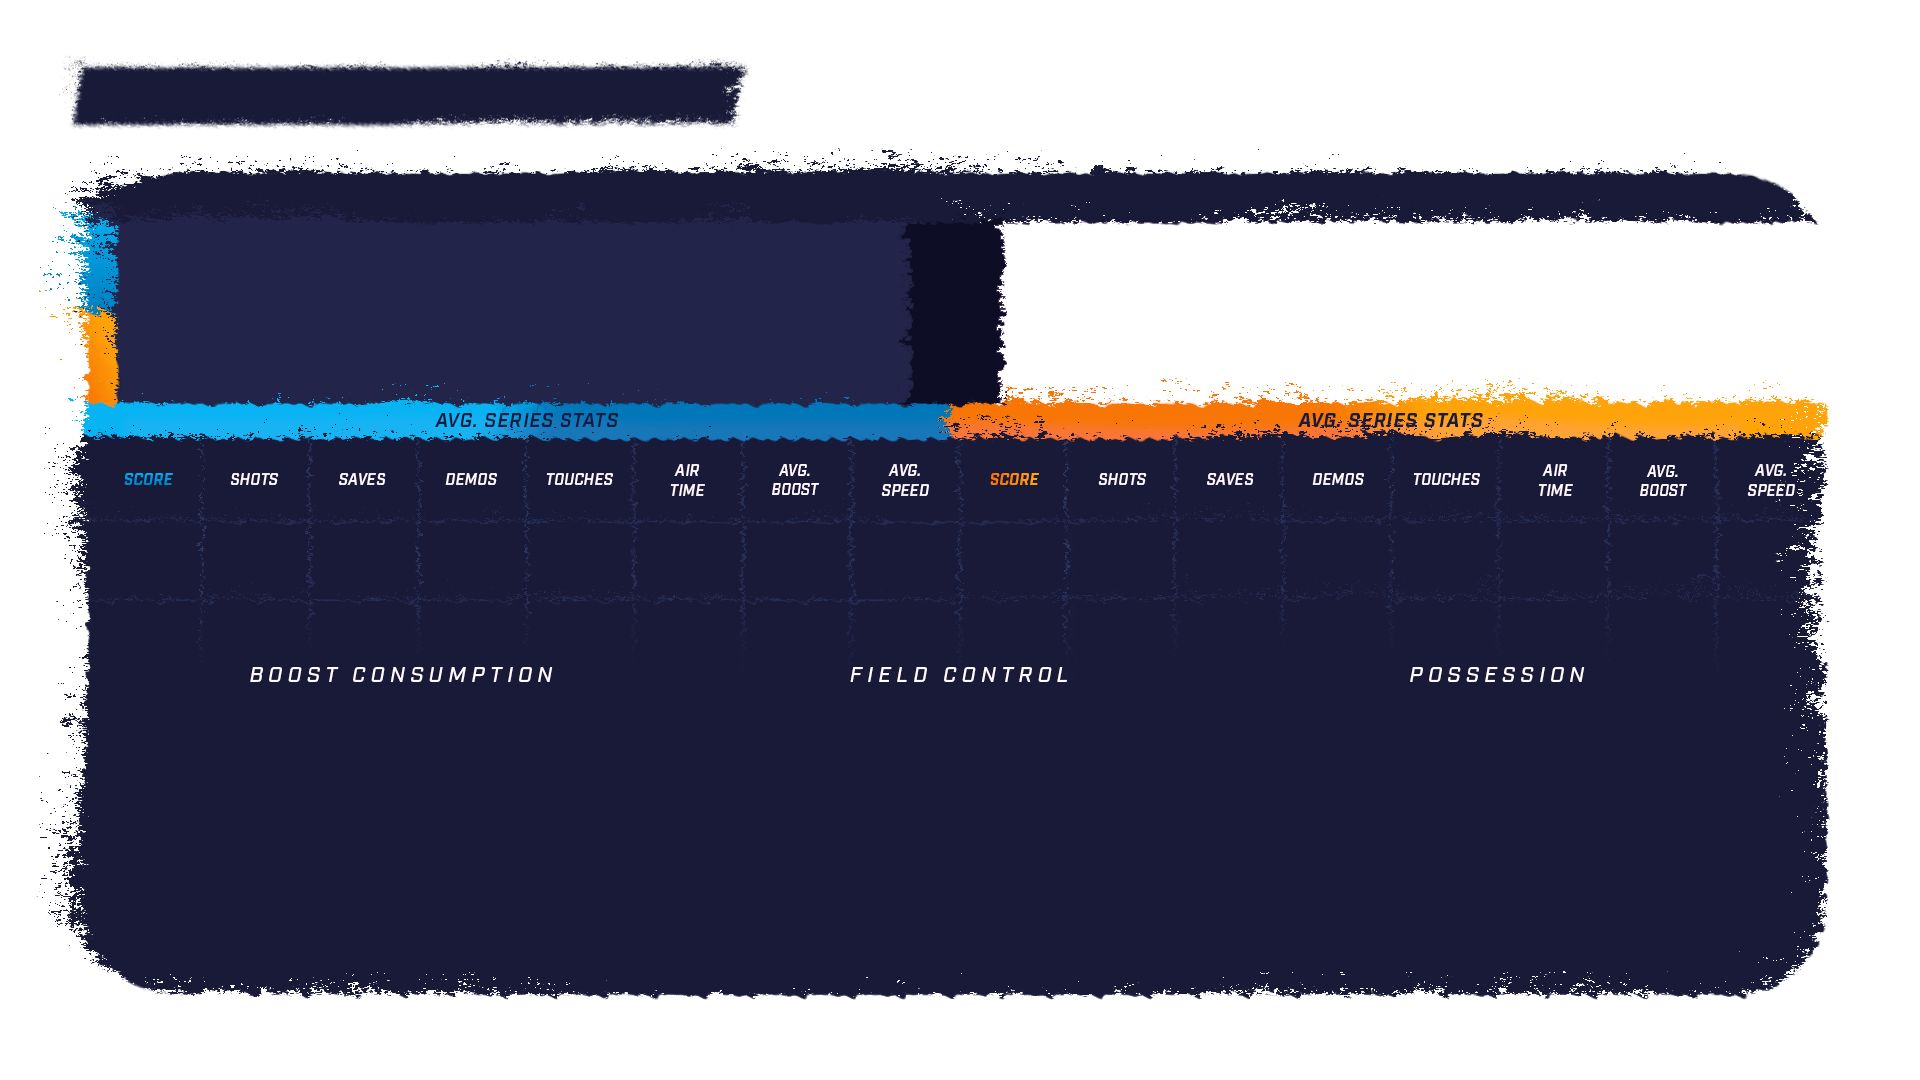 AVG. SERIES STATS AVG. SERIES STATS
SCORE SHOTS SAVES DEMOS TOUCHES AIR TIME AVG. BOOST AVG. SPEED SCORE SHOTS SAVES DEMOS TOUCHES AIR TIME AVG. BOOST AVG. SPEED
BOOST CONSUMPTION FIELD CONTROL POSSESSION